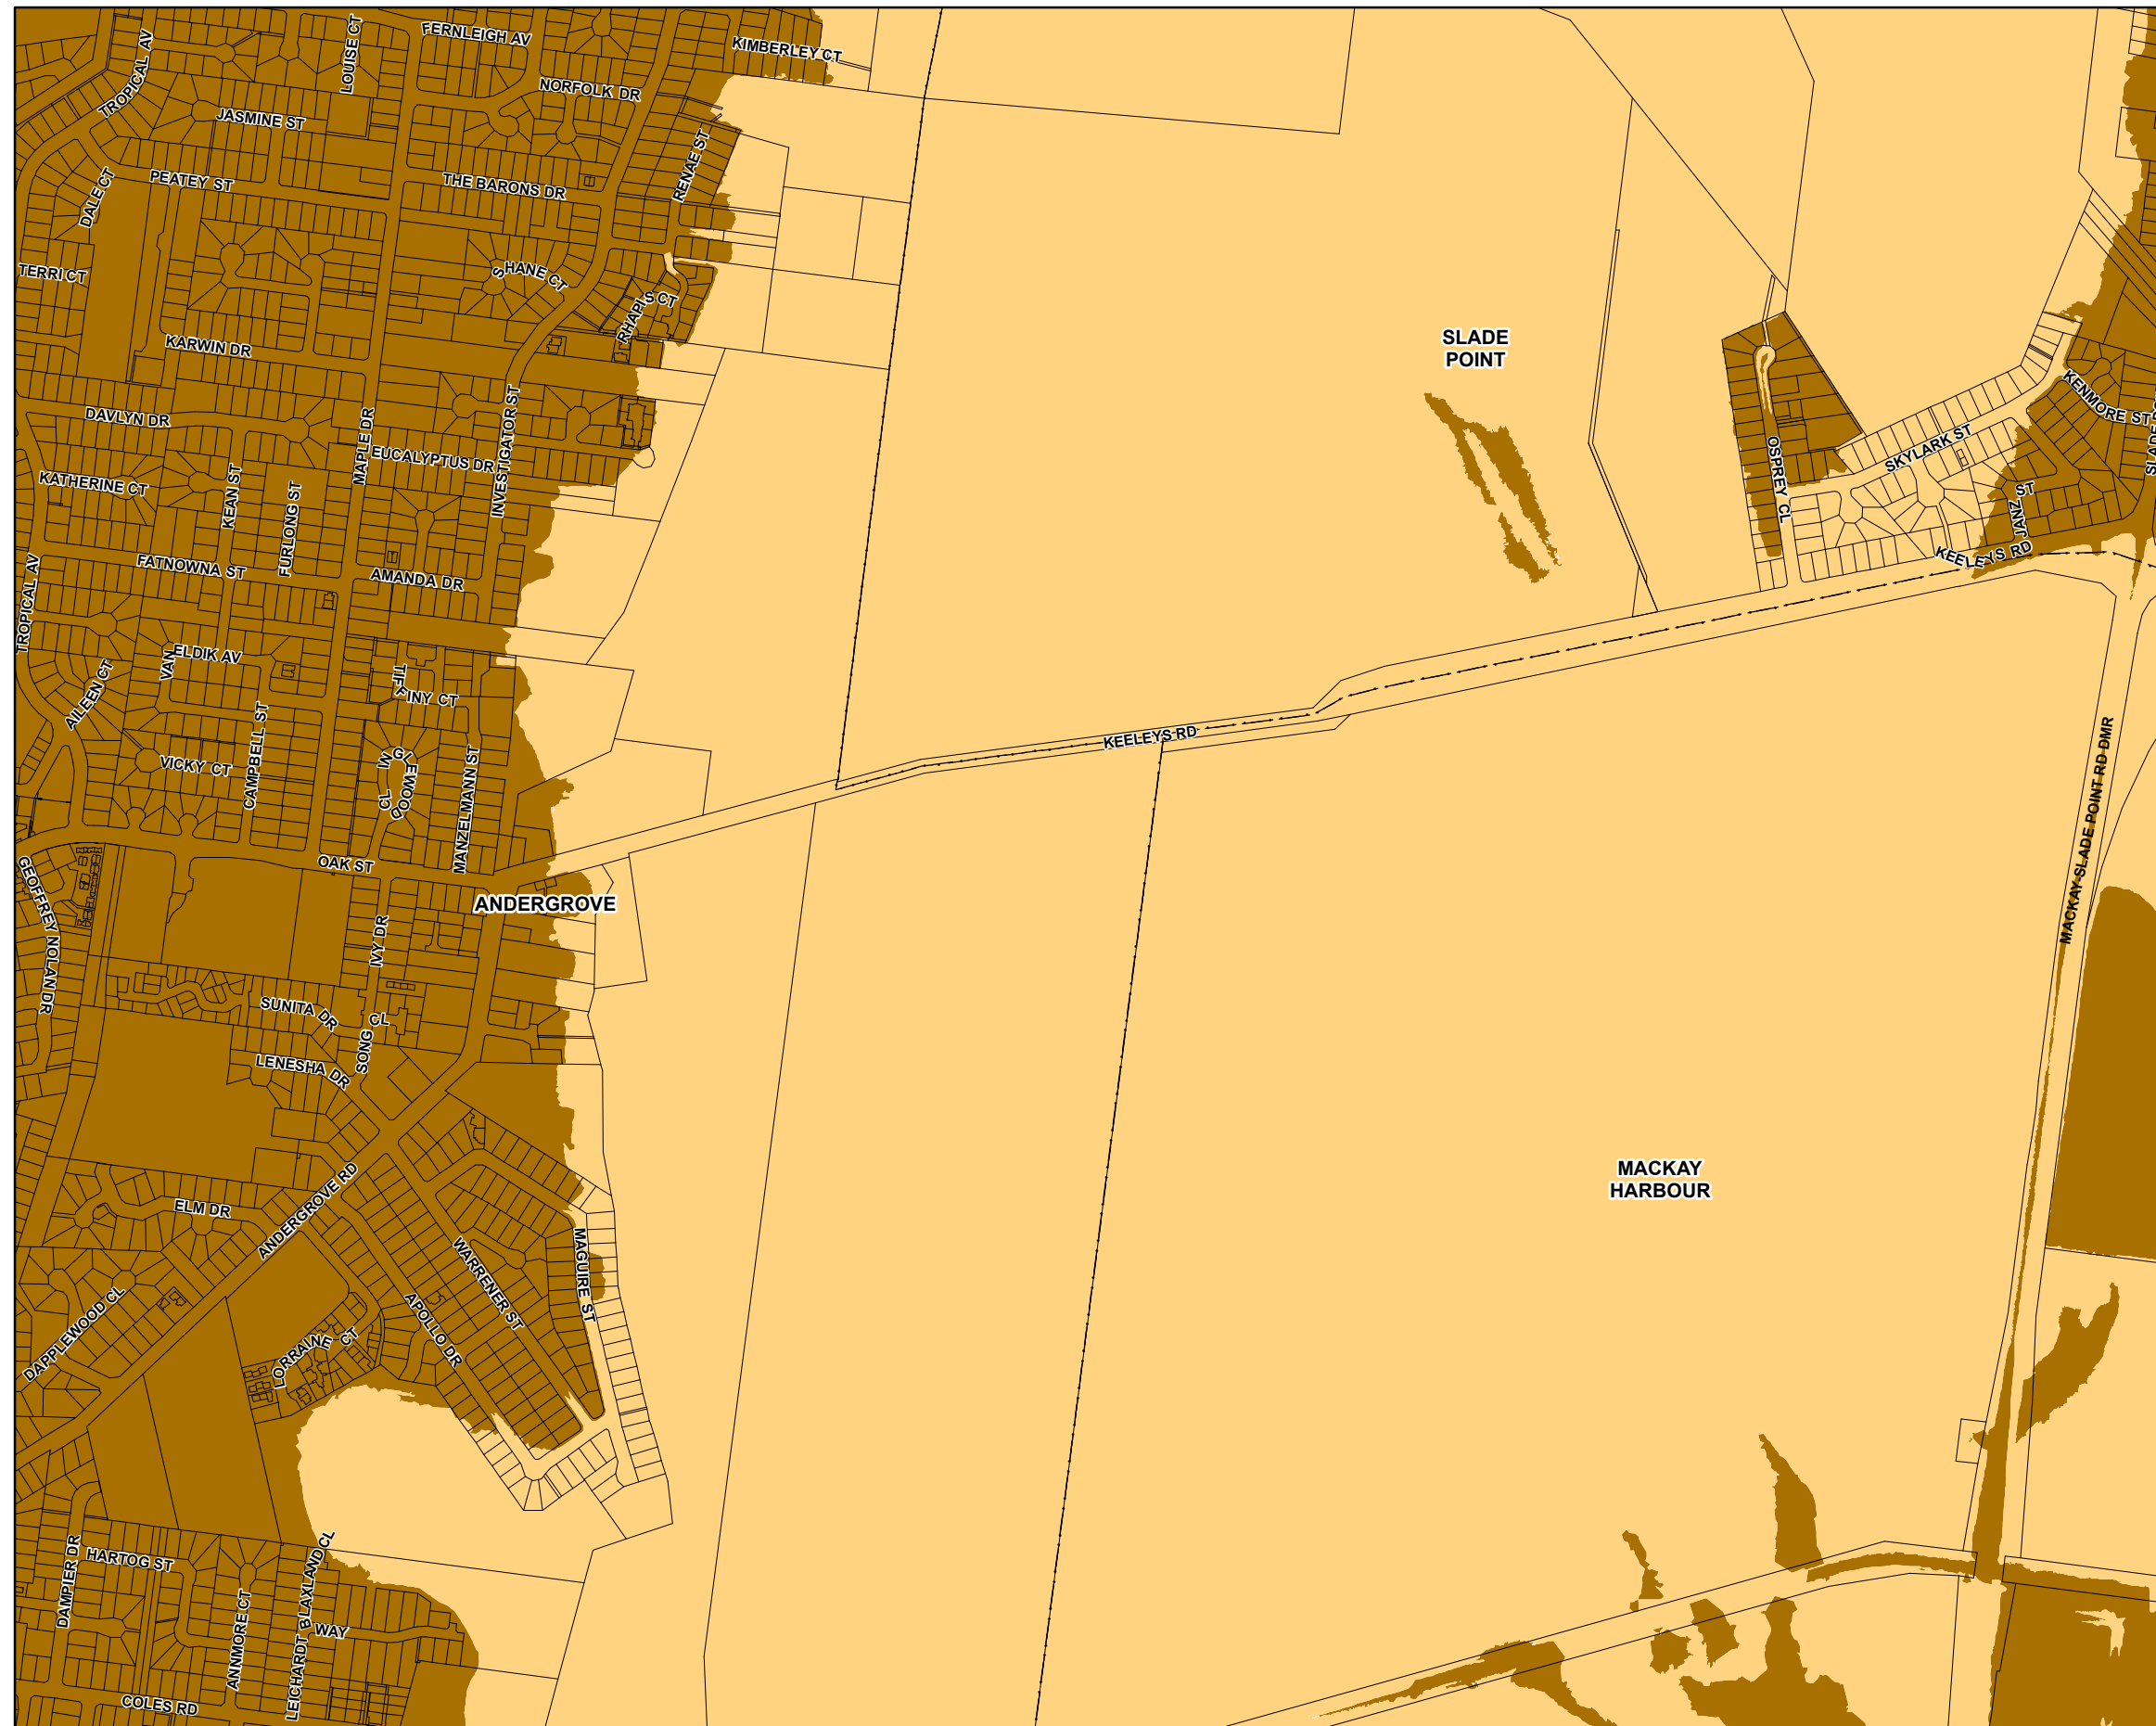 FERNLEIGH AV
KIMBERLEY CT
LOUISE CT
TROPICAL AV
NORFOLK DR
JASMINE ST
RENAE ST
PEATEY ST
THE BARONS DR
DALE CT
TERRI CT
SHANE CT
RHAPIS CT
KARWIN DR
SLADE
POINT
DAVLYN DR
MAPLE DR
INVESTIGATOR ST
EUCALYPTUS DR
KENMORE ST
SKYLARK ST
OSPREY CL
KATHERINE CT
KEAN ST
FURLONG ST
JANZ ST
KEELEYS RD
FATNOWNA ST
AMANDA DR
TROPICAL AV
VAN ELDIK AV
AILEEN CT
TIFFINY CT
VICKY CT
CAMPBELL ST
INGLEWOOD CL
MANZELMANN ST
KEELEYS RD
MACKAY-SLADE POINT RD DMR
OAK ST
GEOFFREY NOLAN DR
ANDERGROVE
IVY DR
SUNITA DR
SONG CL
LENESHA DR
MACKAY
HARBOUR
ELM DR
ANDERGROVE RD
MAGUIRE ST
WARRENER ST
APOLLO DR
DAPPLEWOOD CL
LORRAINE CT
HARTOG ST
DAMPIER DR
BLAXLAND CL
ANNMORE CT
LEICHARDT WAY
COLES RD